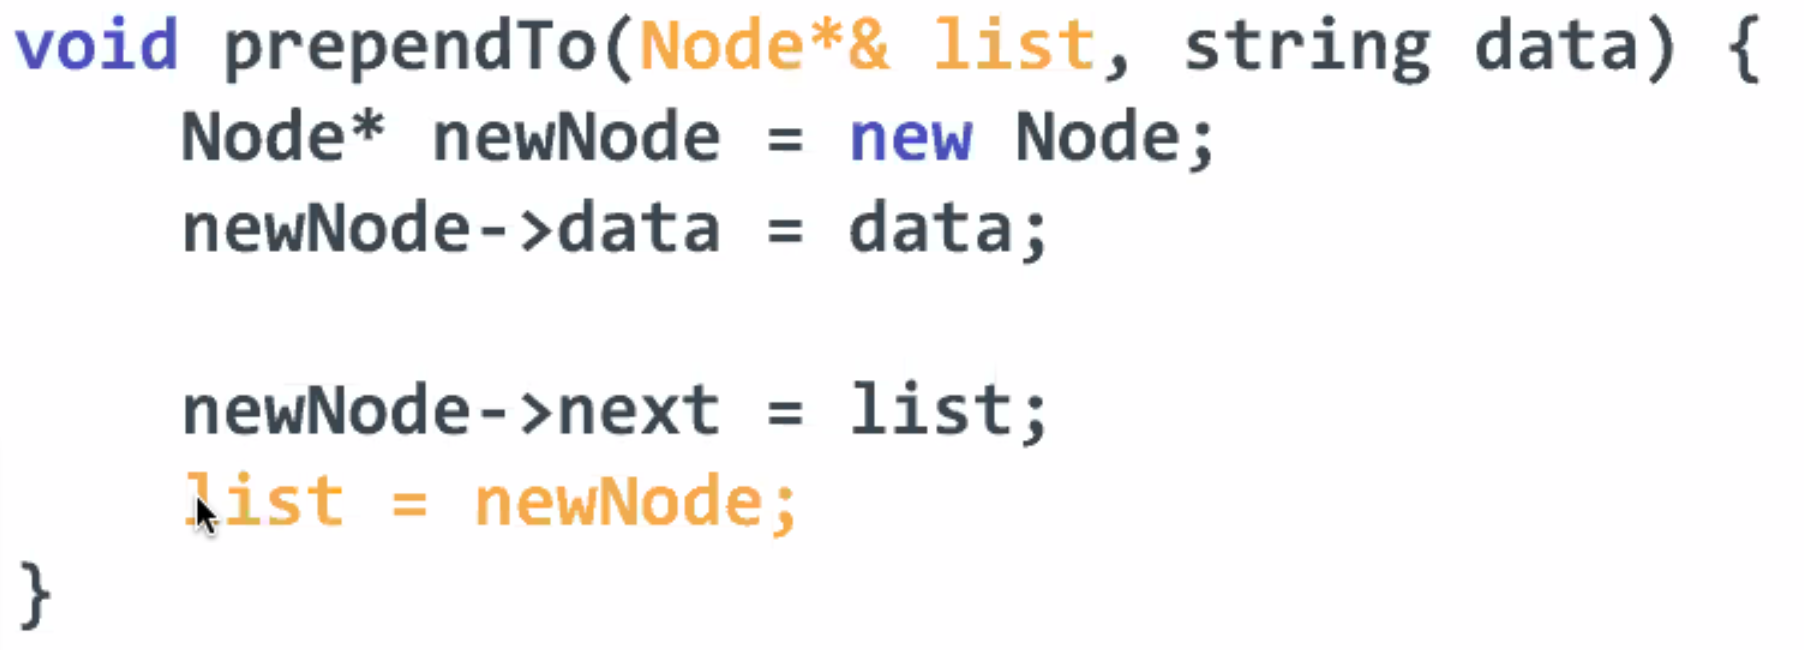 void prependTo(Node*& list, string data) {
    Node* newNode = new Node;
    newNode->data = data;

    newNode->next = list;
    list = newNode;
}